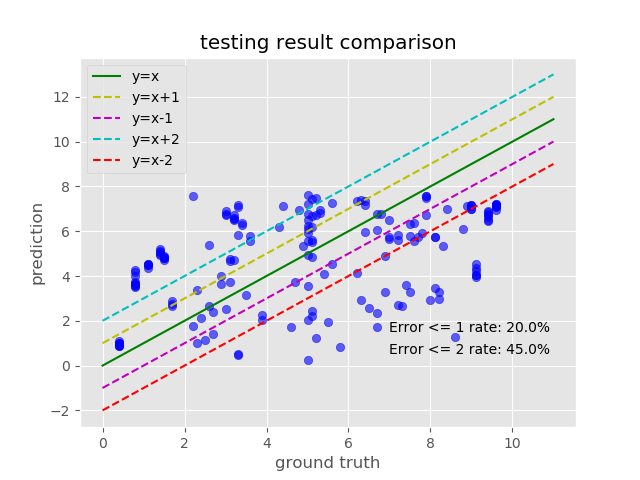 testing result comparison
y=x
y=x+1
y=x-1
y=x+2
y=x-2
12
10
8
6
4
2
0
−2
prediction
Error <= 1 rate: 20.0%
Error <= 2 rate: 45.0%
0 2 4 6 8 10
ground truth